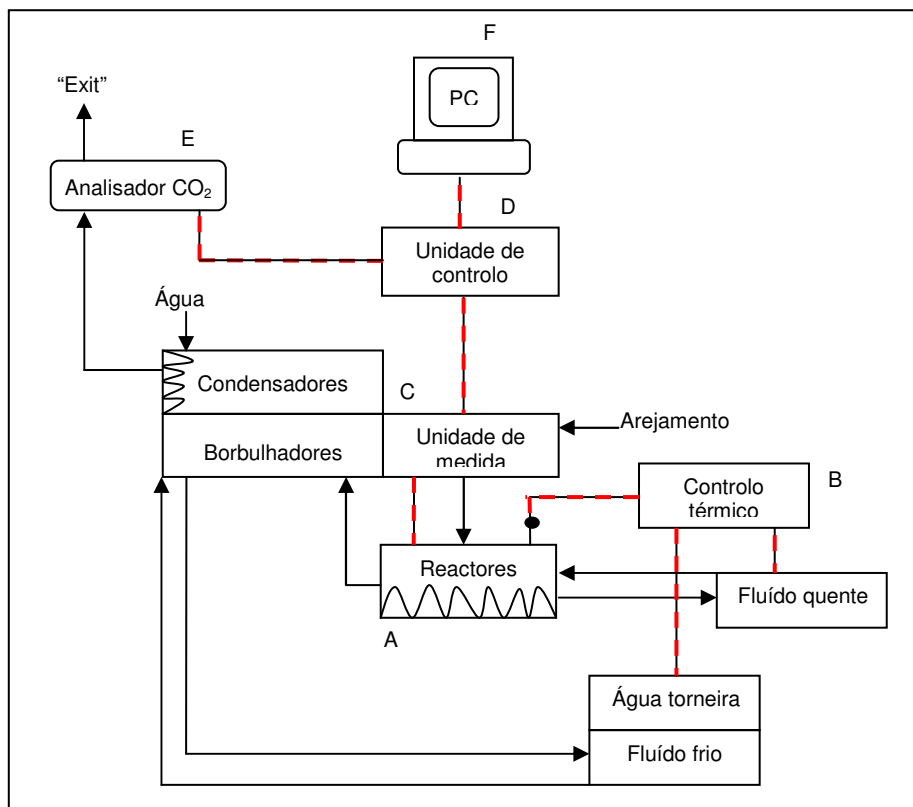 F
“Exit”
PC
E
Analisador CO₂
D
Unidade de
controlo
Água
Condensadores
C
Arejamento
Borbulhadores
Unidade de
medida
Controlo
térmico
B
Reactores
Fluído quente
A
Água torneira
Fluído frio